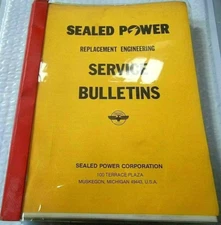 SEALED POWER
REPLACEMENT ENGINEERING
SERVICE
BULLETINS
SEALED POWER CORPORATION
100 TERRACE PLAZA
MUSKEGON, MICHIGAN 49443, U.S.A.